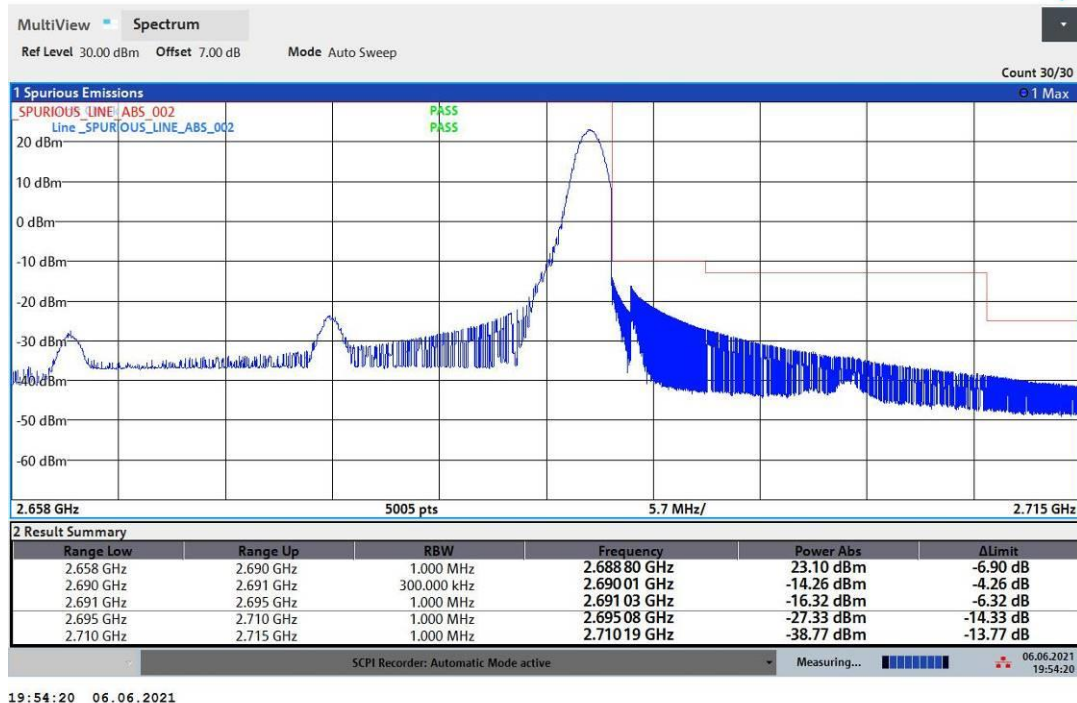 MultiView Spectrum
Ref Level 30.00 dBm Offset 7.00 dB Mode Auto Sweep
Count 30/30
1 Spurious Emissions 1 Max
_SPURIOUS_LINE_ABS_002 PASS
Line _SPURIOUS_LINE_ABS_002 PASS
20 dBm
10 dBm
0 dBm
-10 dBm
-20 dBm
-30 dBm
-40 dBm
-50 dBm
-60 dBm
2.658 GHz 5005 pts 5.7 MHz/ 2.715 GHz
2 Result Summary
Range Low Range Up RBW Frequency Power Abs ΔLimit
2.658 GHz 2.690 GHz 1.000 MHz 2.688 80 GHz 23.10 dBm -6.90 dB
2.690 GHz 2.691 GHz 300.000 kHz 2.690 01 GHz -14.26 dBm -4.26 dB
2.691 GHz 2.695 GHz 1.000 MHz 2.691 03 GHz -16.32 dBm -6.32 dB
2.695 GHz 2.710 GHz 1.000 MHz 2.695 08 GHz -27.33 dBm -14.33 dB
2.710 GHz 2.715 GHz 1.000 MHz 2.710 19 GHz -38.77 dBm -13.77 dB
SCPI Recorder: Automatic Mode active Measuring... 06.06.2021
19:54:20
19:54:20 06.06.2021